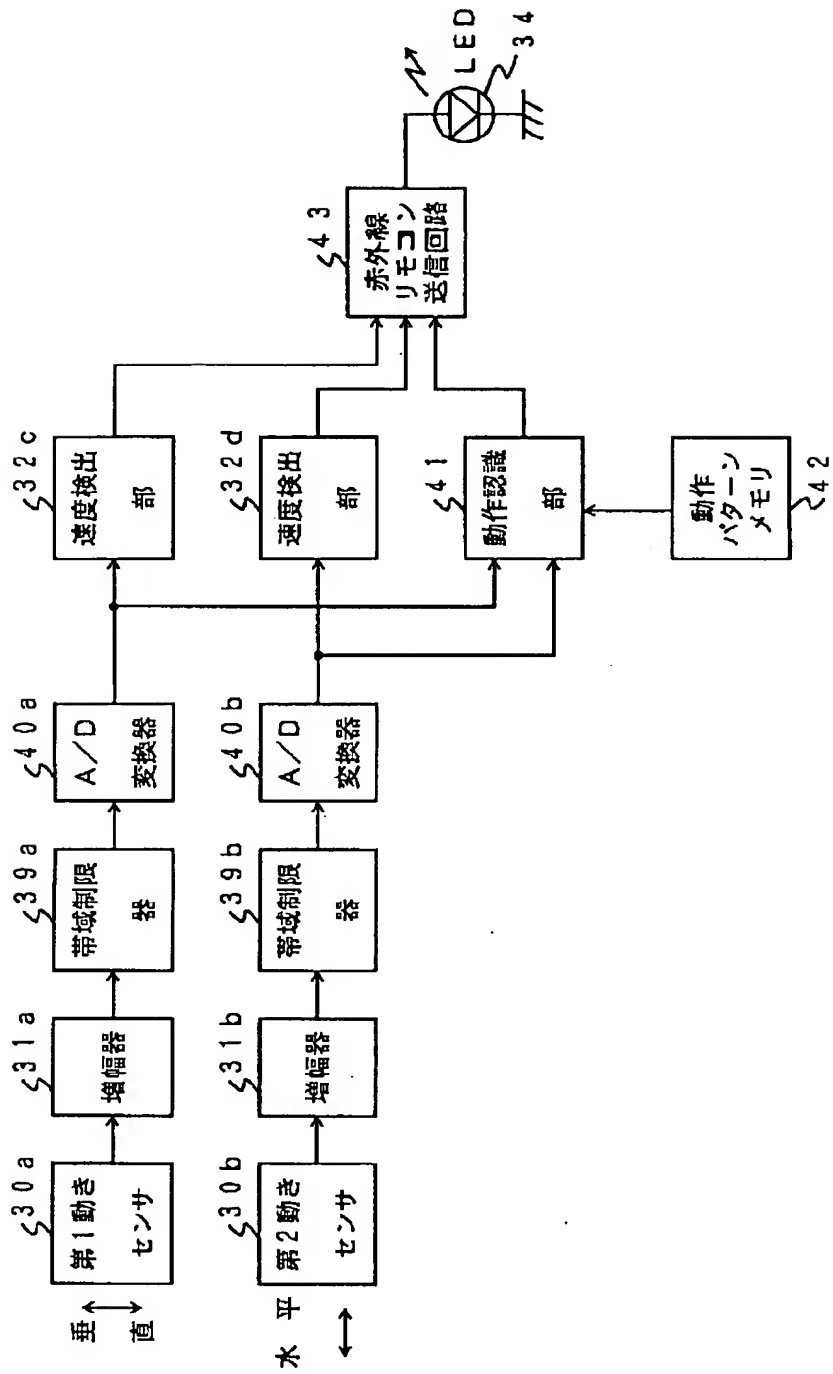 垂直
30a
第1動き
センサ
31a
増幅器
39a
帯域制限
器
40a
A/D
変換器
32c
速度検出
部
水平
30b
第2動き
センサ
31b
増幅器
39b
帯域制限
器
40b
A/D
変換器
32d
速度検出
部
41
動作認識
部
動作
パターン
メモリ
42
43
赤外線
リモコン
送信回路
LED
34